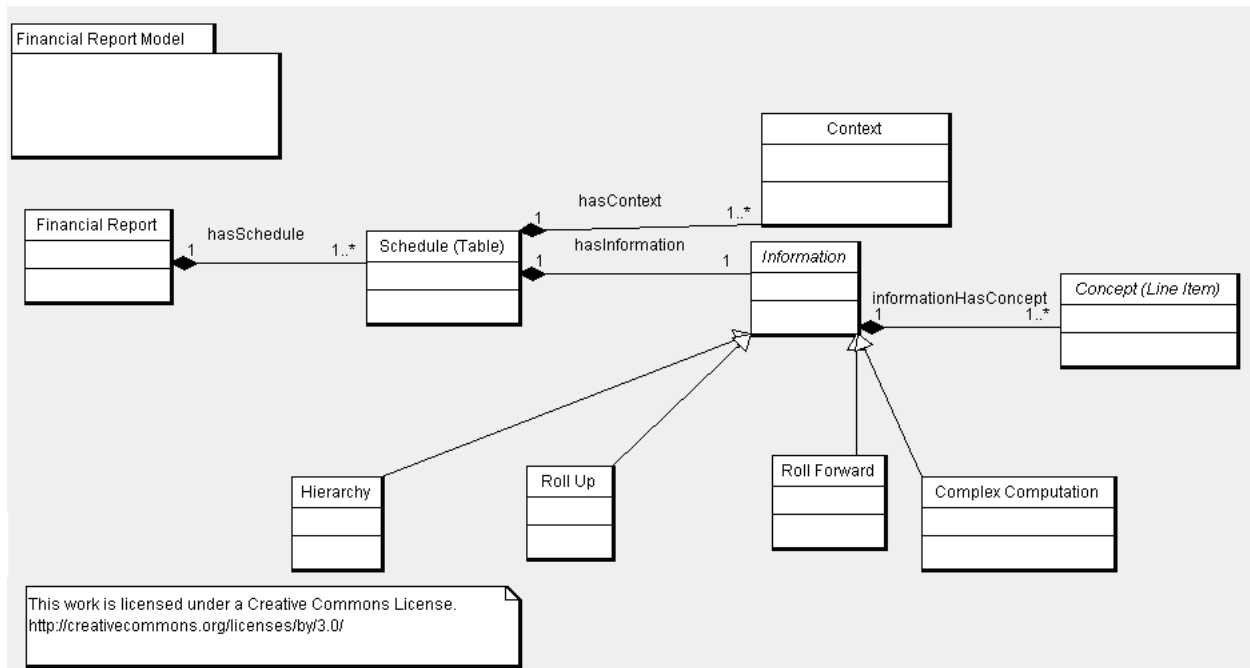 Financial Report Model
Context
hasContext
1
1..*
Financial Report
hasSchedule
1
1..*
Schedule (Table)
hasInformation
1
1
Information
informationHasConcept
1
1..*
Concept (Line Item)
Hierarchy
Roll Up
Roll Forward
Complex Computation
This work is licensed under a Creative Commons License.
http://creativecommons.org/licenses/by/3.0/